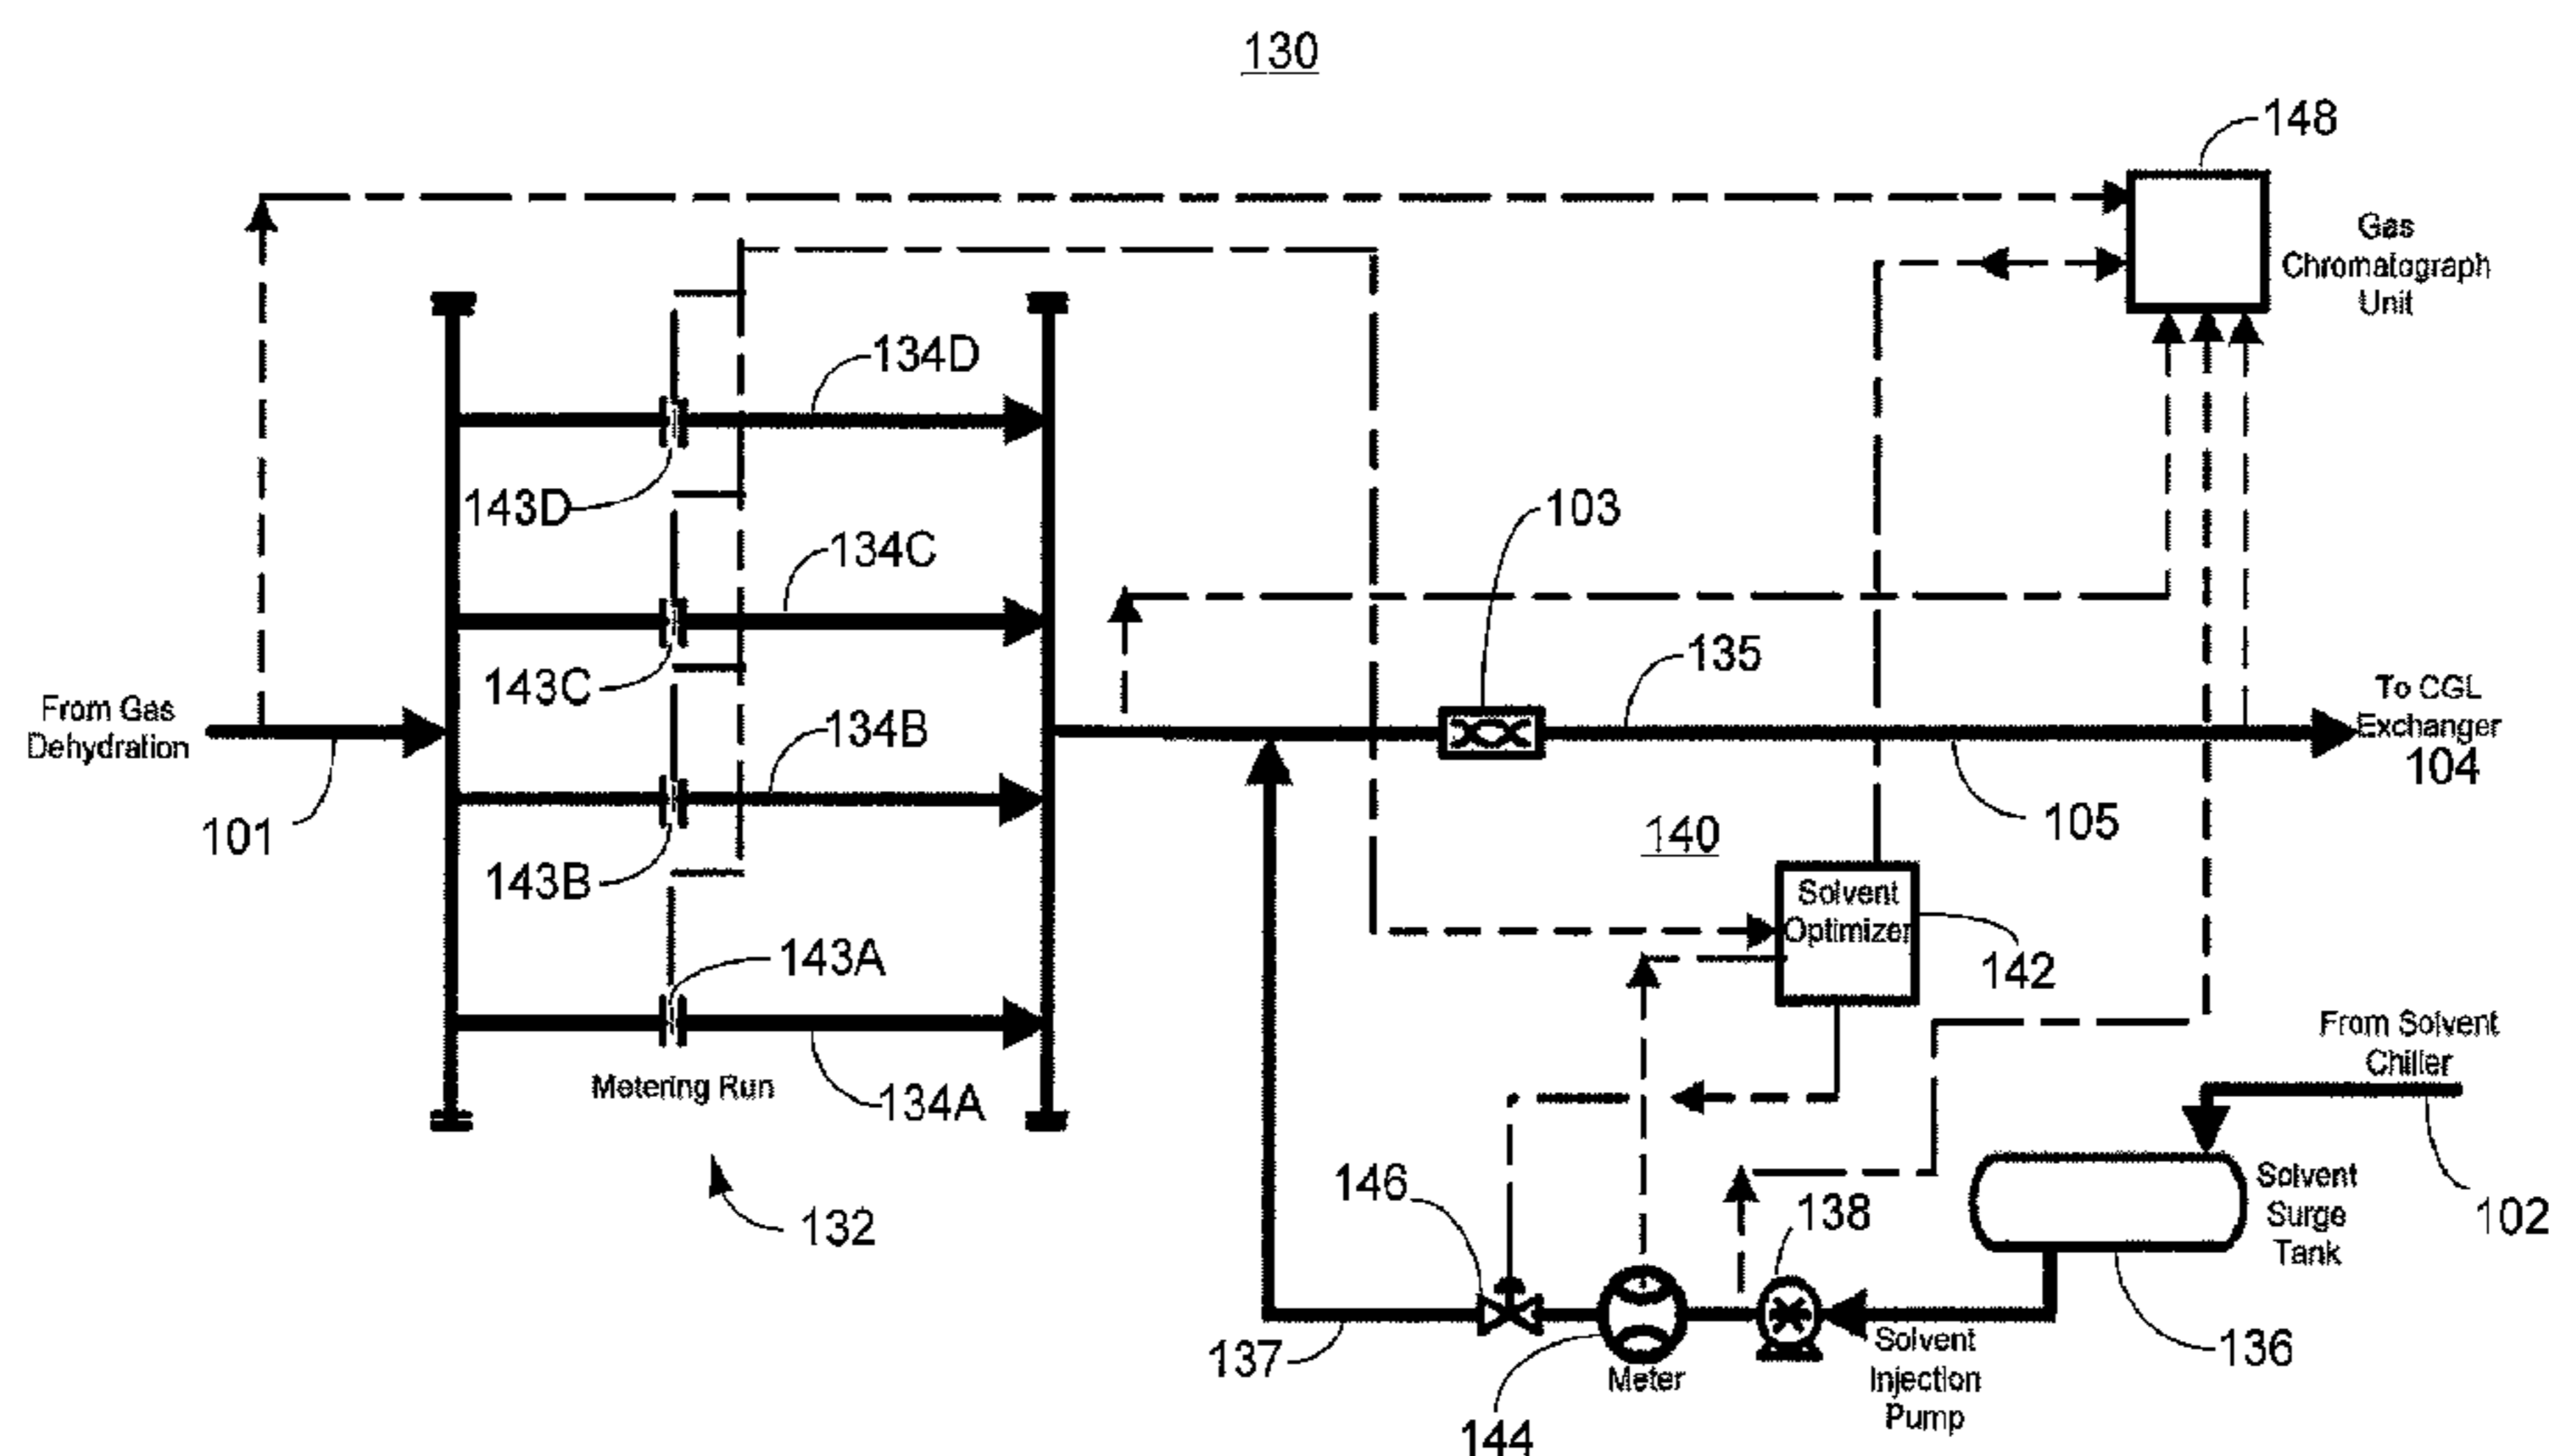 130
148
Gas
Chromatograph
Unit
134D
143D
103
134C
135
143C
From Gas
Dehydration
To CGL
Exchanger
104
134B
101
105
140
143B
Solvent
Optimizer
143A
142
From Solvent
Chiller
Metering Run
134A
146
138
Solvent
Surge
Tank
102
132
137
Meter
Solvent
Injection
Pump
136
144